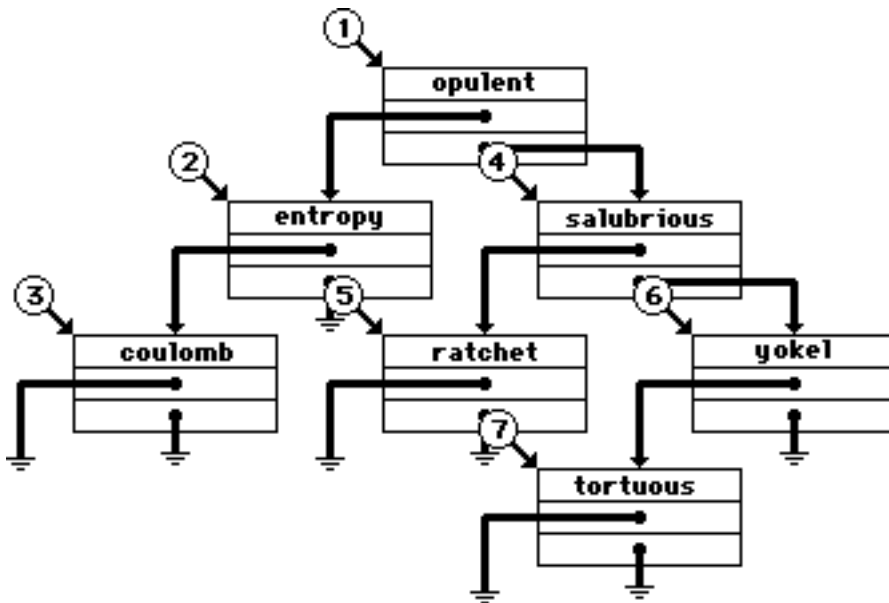 1
opulent
2
4
entropy
salubrious
3
5
6
coulomb
ratchet
yokel
7
tortuous